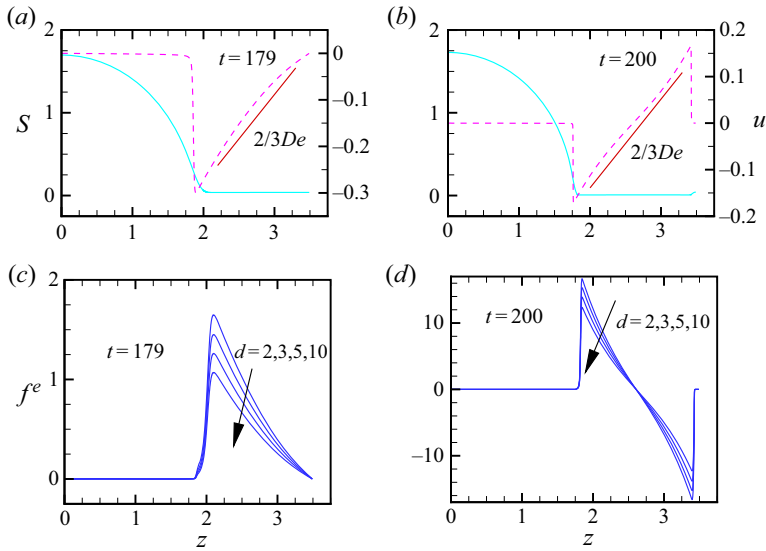 (a)
2
1
0
S
0
1
2
3
0
−0.1
−0.2
−0.3
t = 179
2/3De
(b)
2
1
0
0
1
2
3
0.2
0.1
0
−0.1
−0.2
u
t = 200
2/3De
(c)
2
1
0
f^e
0
1
2
3
z
t = 179
d = 2,3,5,10
(d)
10
0
−10
0
1
2
3
z
t = 200
d = 2,3,5,10